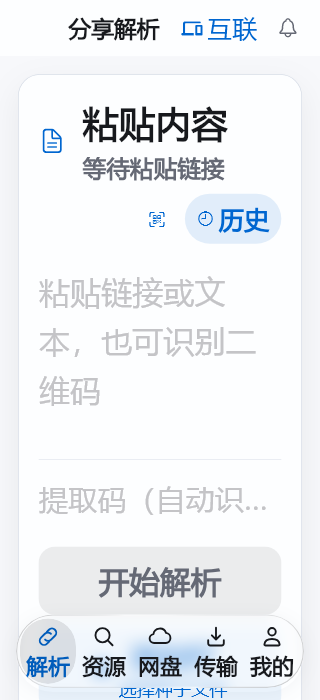 分享解析 互联
粘贴内容
等待粘贴链接
历史
粘贴链接或文
本，也可识别二
维码
提取码（自动识...
开始解析
解析 资源 网盘 传输 我的
选择种子文件